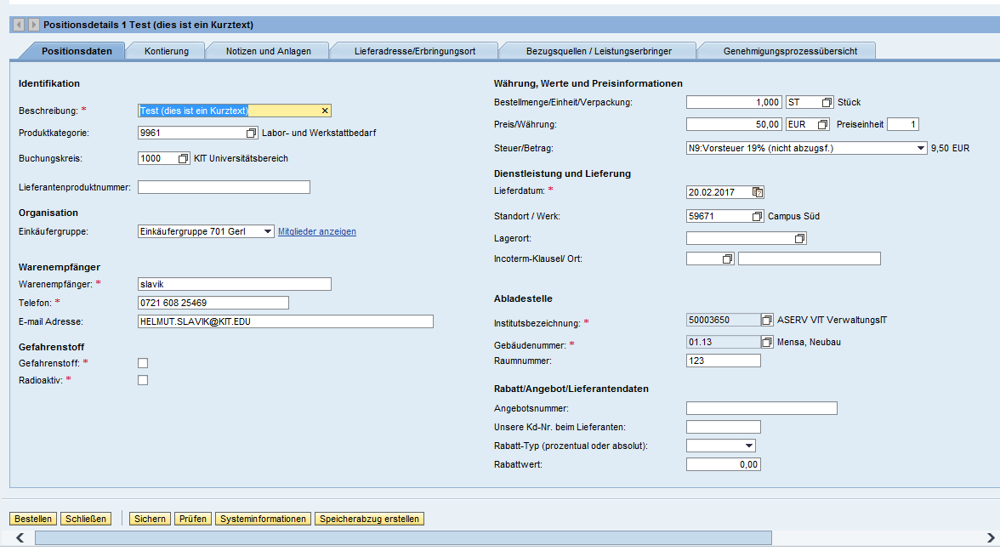 Positionsdetails 1 Test (dies ist ein Kurztext)
Positionsdaten Kontierung Notizen und Anlagen Lieferadresse/Erbringungsort Bezugsquellen / Leistungserbringer Genehmigungsprozessübersicht
Identifikation
Beschreibung: * Test (dies ist ein Kurztext)
Produktkategorie: 9961 Labor- und Werkstattbedarf
Buchungskreis: 1000 KIT Universitätsbereich
Lieferantenproduktnummer:
Organisation
Einkäufergruppe: Einkäufergruppe 701 Gerl Mitglieder anzeigen
Warenempfänger
Warenempfänger: * slavik
Telefon: * 0721 608 25469
E-mail Adresse: HELMUT.SLAVIK@KIT.EDU
Gefahrenstoff
Gefahrenstoff: *
Radioaktiv: *
Währung, Werte und Preisinformationen
Bestellmenge/Einheit/Verpackung: 1,000 ST Stück
Preis/Währung: 50,00 EUR Preiseinheit 1
Steuer/Betrag: N9:Vorsteuer 19% (nicht abzugsf.) 9,50 EUR
Dienstleistung und Lieferung
Lieferdatum: * 20.02.2017
Standort / Werk: 59671 Campus Süd
Lagerort:
Incoterm-Klausel/ Ort:
Abladestelle
Institutsbezeichnung: * 50003650 ASERV VIT VerwaltungsIT
Gebäudenummer: * 01.13 Mensa, Neubau
Raumnummer: 123
Rabatt/Angebot/Lieferantendaten
Angebotsnummer:
Unsere Kd-Nr. beim Lieferanten:
Rabatt-Typ (prozentual oder absolut):
Rabattwert: 0,00
Bestellen Schließen Sichern Prüfen Systeminformationen Speicherabzug erstellen